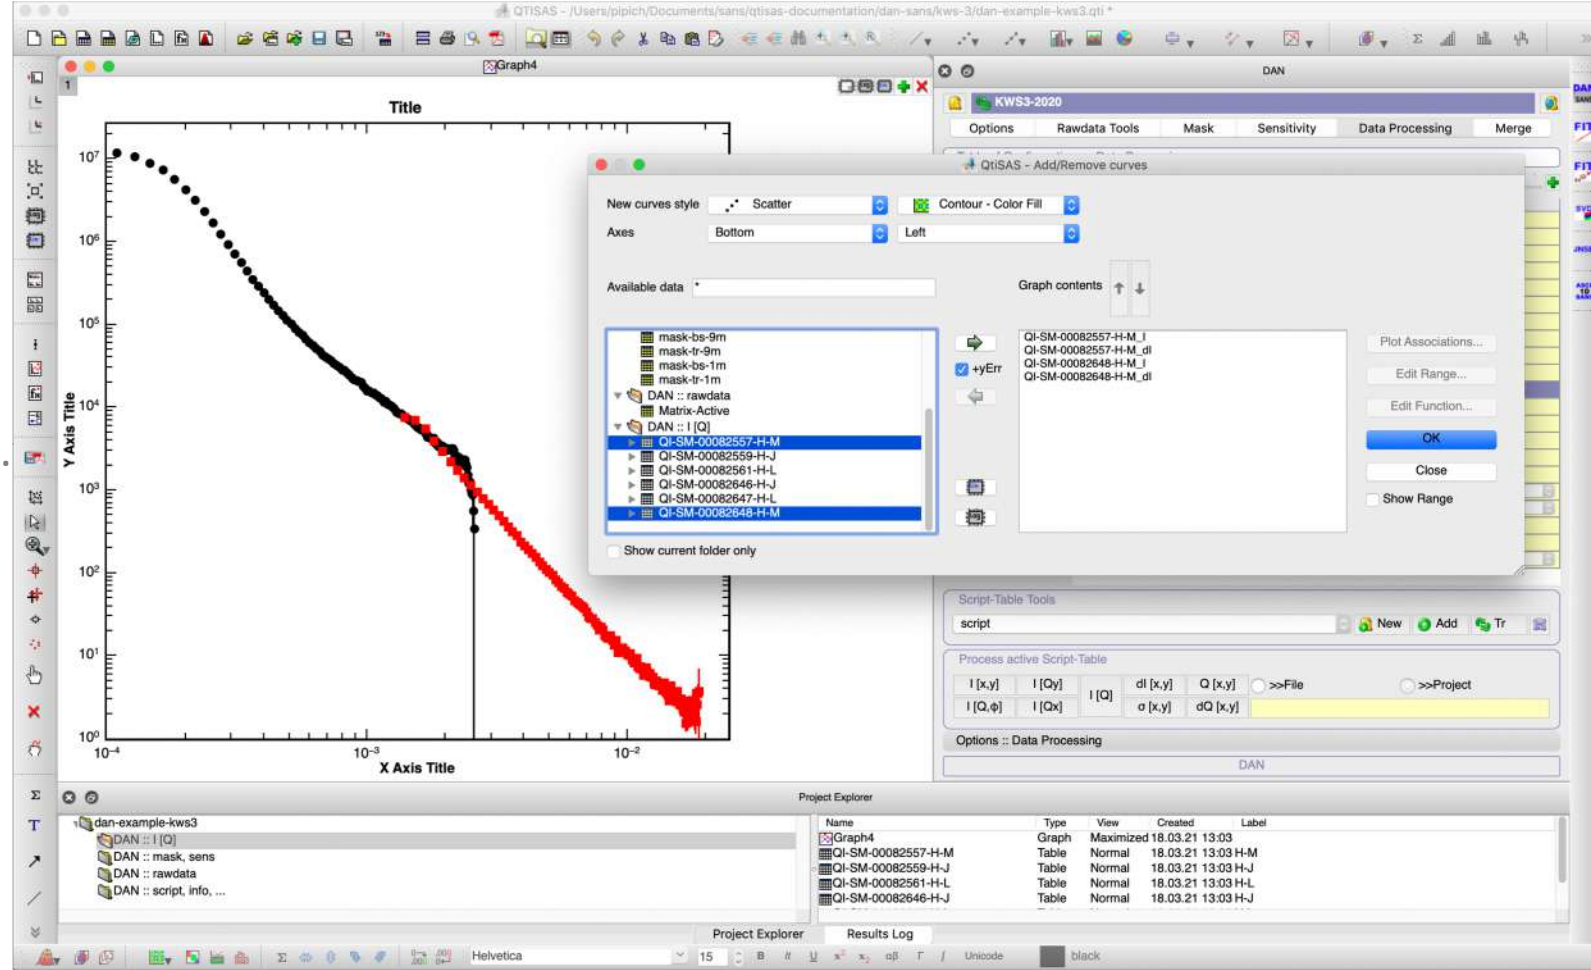 QTISAS - /Users/pipich/Documents/sans/qtisas-documentation/dan-sans/kws-3/dan-example-kws3.qti *
Graph4
DAN
1
KWS3-2020
Options Rawdata Tools Mask Sensitivity Data Processing Merge
Title
QtiSAS - Add/Remove curves
New curves style Scatter Contour - Color Fill
Axes Bottom Left
Available data *
Graph contents
mask-bs-9m
mask-tr-9m
mask-bs-1m
mask-tr-1m
DAN :: rawdata
Matrix-Active
DAN :: I [Q]
QI-SM-00082557-H-M
QI-SM-00082559-H-J
QI-SM-00082561-H-L
QI-SM-00082646-H-J
QI-SM-00082647-H-L
QI-SM-00082648-H-M
+yErr
QI-SM-00082557-H-M_I
QI-SM-00082557-H-M_dI
QI-SM-00082648-H-M_I
QI-SM-00082648-H-M_dI
Plot Associations...
Edit Range...
Edit Function...
OK
Close
Show Range
Show current folder only
10⁷
10⁶
10⁵
10⁴
10³
10²
10¹
10⁰
Y Axis Title
10⁻⁴ 10⁻³ 10⁻²
X Axis Title
Script-Table Tools
script New Add Tr
Process active Script-Table
I [x,y] I [Qy] I [Q] dI [x,y] Q [x,y] >>File >>Project
I [Q,φ] I [Qx] σ [x,y] dQ [x,y]
Options :: Data Processing
DAN
Project Explorer
dan-example-kws3
DAN :: I [Q]
DAN :: mask, sens
DAN :: rawdata
DAN :: script, info, ...
Name Type View Created Label
Graph4 Graph Maximized 18.03.21 13:03
QI-SM-00082557-H-M Table Normal 18.03.21 13:03 H-M
QI-SM-00082559-H-J Table Normal 18.03.21 13:03 H-J
QI-SM-00082561-H-L Table Normal 18.03.21 13:03 H-L
QI-SM-00082646-H-J Table Normal 18.03.21 13:03 H-J
Project Explorer Results Log
Helvetica 15 B It U x² x₂ αβ Γ ∫ Unicode black